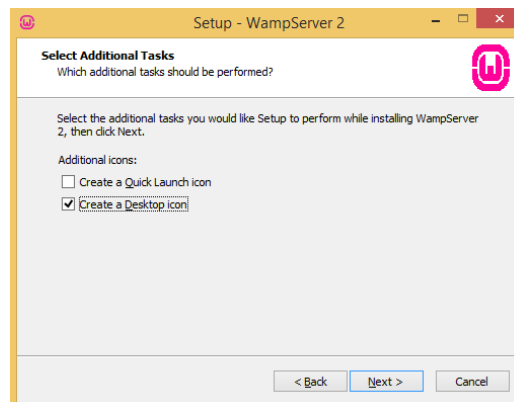 Setup - WampServer 2
Select Additional Tasks
Which additional tasks should be performed?
Select the additional tasks you would like Setup to perform while installing WampServer
2, then click Next.
Additional icons:
Create a Quick Launch icon
Create a Desktop icon
< Back Next > Cancel